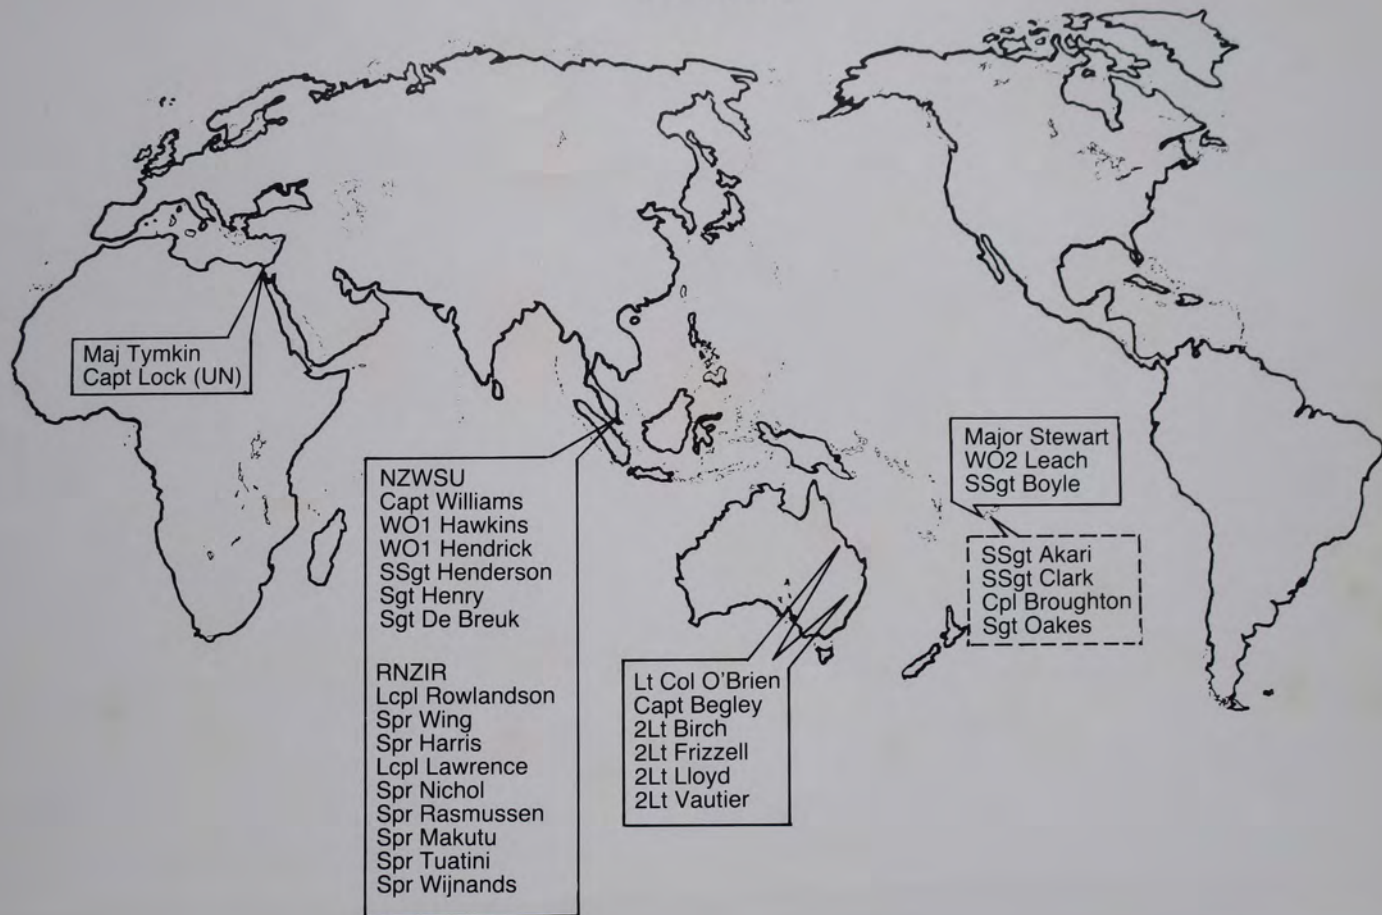 Maj Tymkin
Capt Lock (UN)
NZWSU
Capt Williams
WO1 Hawkins
WO1 Hendrick
SSgt Henderson
Sgt Henry
Sgt De Breuk
RNZIR
Lcpl Rowlandson
Spr Wing
Spr Harris
Lcpl Lawrence
Spr Nichol
Spr Rasmussen
Spr Makutu
Spr Tuatini
Spr Wijnands
Lt Col O'Brien
Capt Begley
2Lt Birch
2Lt Frizzell
2Lt Lloyd
2Lt Vautier
Major Stewart
WO2 Leach
SSgt Boyle
SSgt Akari
SSgt Clark
Cpl Broughton
Sgt Oakes